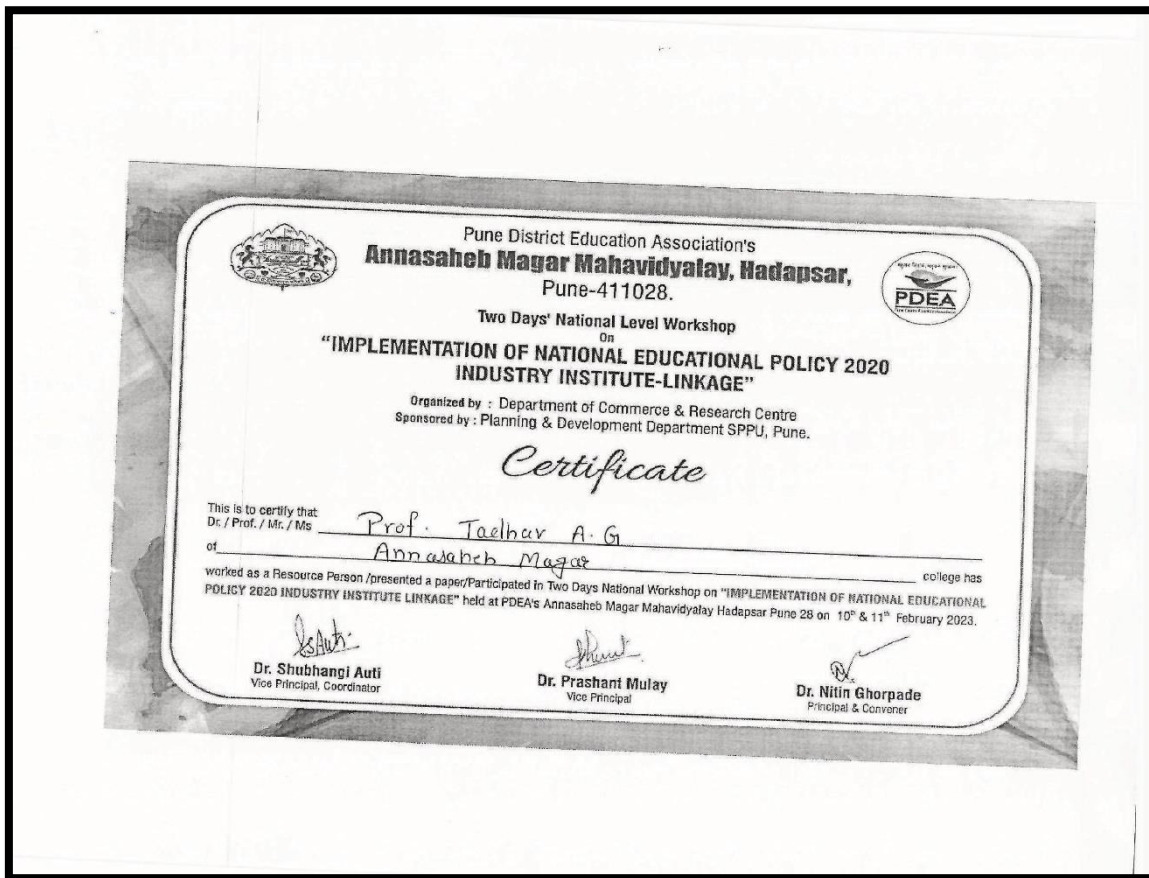 Pune District Education Association's
Annasaheb Magar Mahavidyalay, Hadapsar,
Pune-411028.
PDEA
Two Days' National Level Workshop
On
"IMPLEMENTATION OF NATIONAL EDUCATIONAL POLICY 2020
INDUSTRY INSTITUTE-LINKAGE"
Organized by : Department of Commerce & Research Centre
Sponsored by : Planning & Development Department SPPU, Pune.
Certificate
This is to certify that
Dr. / Prof. / Mr. / Ms Prof. Tadhav A. G
of Annasaheb Magar college has
worked as a Resource Person /presented a paper/Participated in Two Days National Workshop on "IMPLEMENTATION OF NATIONAL EDUCATIONAL
POLICY 2020 INDUSTRY INSTITUTE LINKAGE" held at PDEA's Annasaheb Magar Mahavidyalay Hadapsar Pune 28 on 10th & 11th February 2023.
Dr. Shubhangi Auti
Vice Principal, Coordinator
Dr. Prashant Mulay
Vice Principal
Dr. Nitin Ghorpade
Principal & Convener